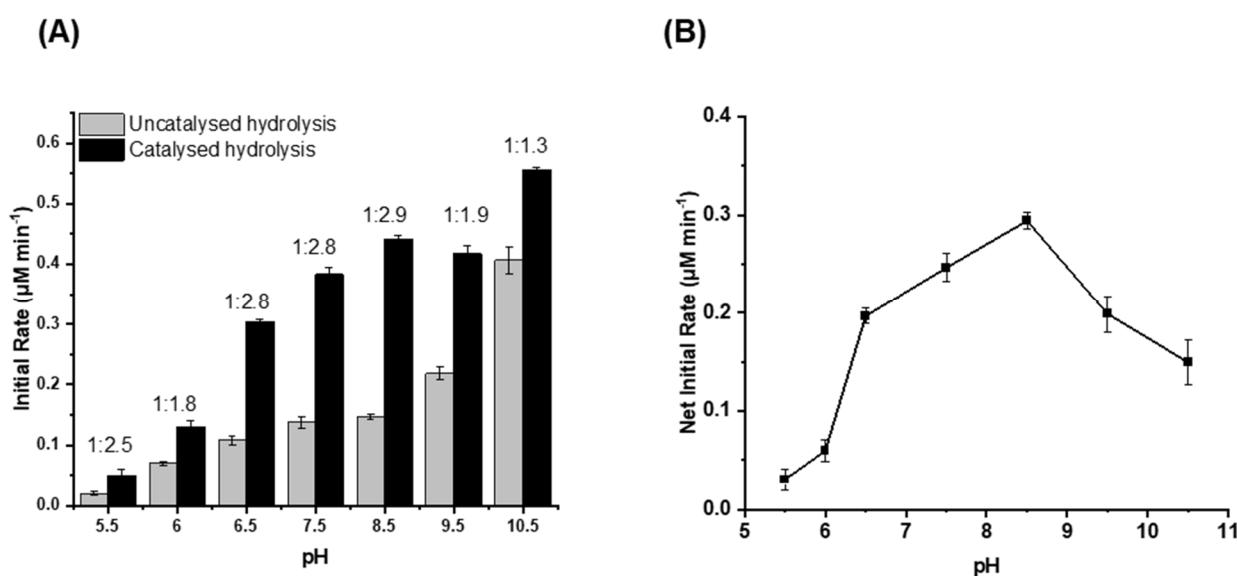 (A)
Uncatalysed hydrolysis
Catalysed hydrolysis
1:2.5
1:1.8
1:2.8
1:2.8
1:2.9
1:1.9
1:1.3
Initial Rate (µM min⁻¹)
0.6
0.5
0.4
0.3
0.2
0.1
0.0
5.5 6 6.5 7.5 8.5 9.5 10.5
pH
(B)
Net Initial Rate (µM min⁻¹)
0.4
0.3
0.2
0.1
0.0
5 6 7 8 9 10 11
pH